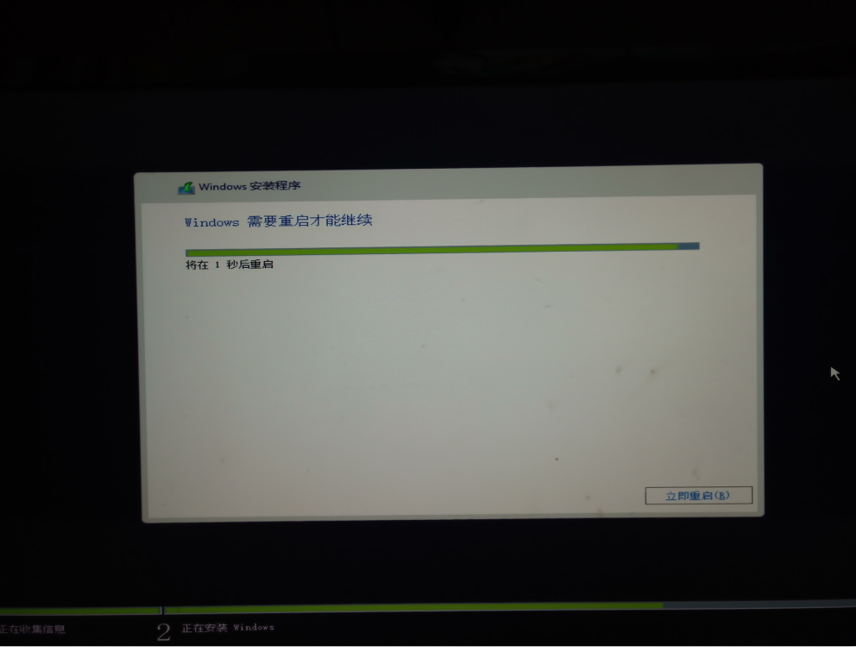 Windows 安装程序
Windows 需要重启才能继续
将在 1 秒后重启
立即重启(R)
正在收集信息
2 正在安装 Windows